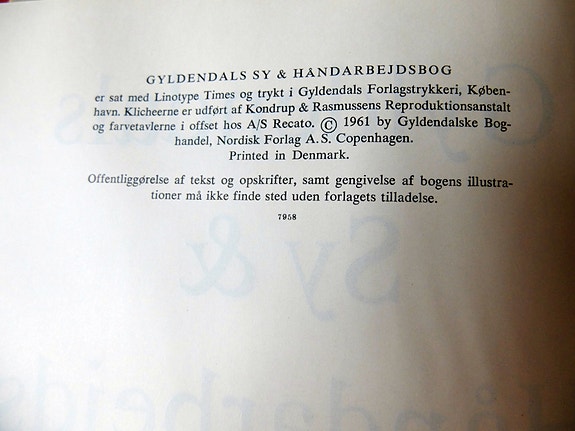 GYLDENDALS SY & HÅNDARBEJDSBOG
er sat med Linotype Times og trykt i Gyldendals Forlagstrykkeri, Køben-
havn. Klicheerne er udført af Kondrup & Rasmussens Reproduktionsanstalt
og farvetavlerne i offset hos A/S Recato. © 1961 by Gyldendalske Bog-
handel, Nordisk Forlag A. S. Copenhagen.
Printed in Denmark.
Offentliggørelse af tekst og opskrifter, samt gengivelse af bogens illustra-
tioner må ikke finde sted uden forlagets tilladelse.
7958